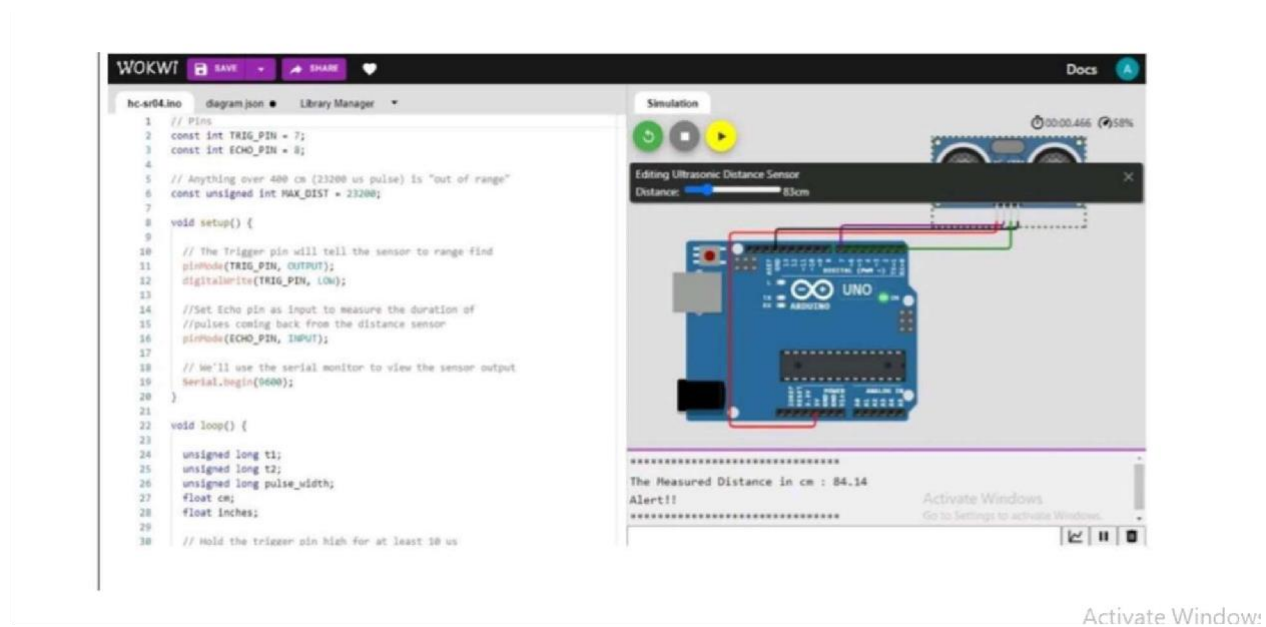 WOKWI SAVE SHARE Docs A
hc-sr04.ino diagram.json Library Manager
1 // Pins
2 const int TRIG_PIN = 7;
3 const int ECHO_PIN = 8;
4
5 // Anything over 400 cm (23200 us pulse) is "out of range"
6 const unsigned int MAX_DIST = 23200;
7
8 void setup() {
9
10 // The Trigger pin will tell the sensor to range find
11 pinMode(TRIG_PIN, OUTPUT);
12 digitalWrite(TRIG_PIN, LOW);
13
14 //Set Echo pin as input to measure the duration of
15 //pulses coming back from the distance sensor
16 pinMode(ECHO_PIN, INPUT);
17
18 // We'll use the serial monitor to view the sensor output
19 Serial.begin(9600);
20 }
21
22 void loop() {
23
24 unsigned long t1;
25 unsigned long t2;
26 unsigned long pulse_width;
27 float cm;
28 float inches;
29
30 // Hold the trigger pin high for at least 10 us
Simulation
00:00.466 58%
Editing Ultrasonic Distance Sensor
Distance: 83cm
DIGITAL (PWM ~)
UNO
ARDUINO
POWER ANALOG IN
******************************
The Measured Distance in cm : 84.14
Alert!!
******************************
Activate Windows
Go to Settings to activate Windows.
Activate Windows